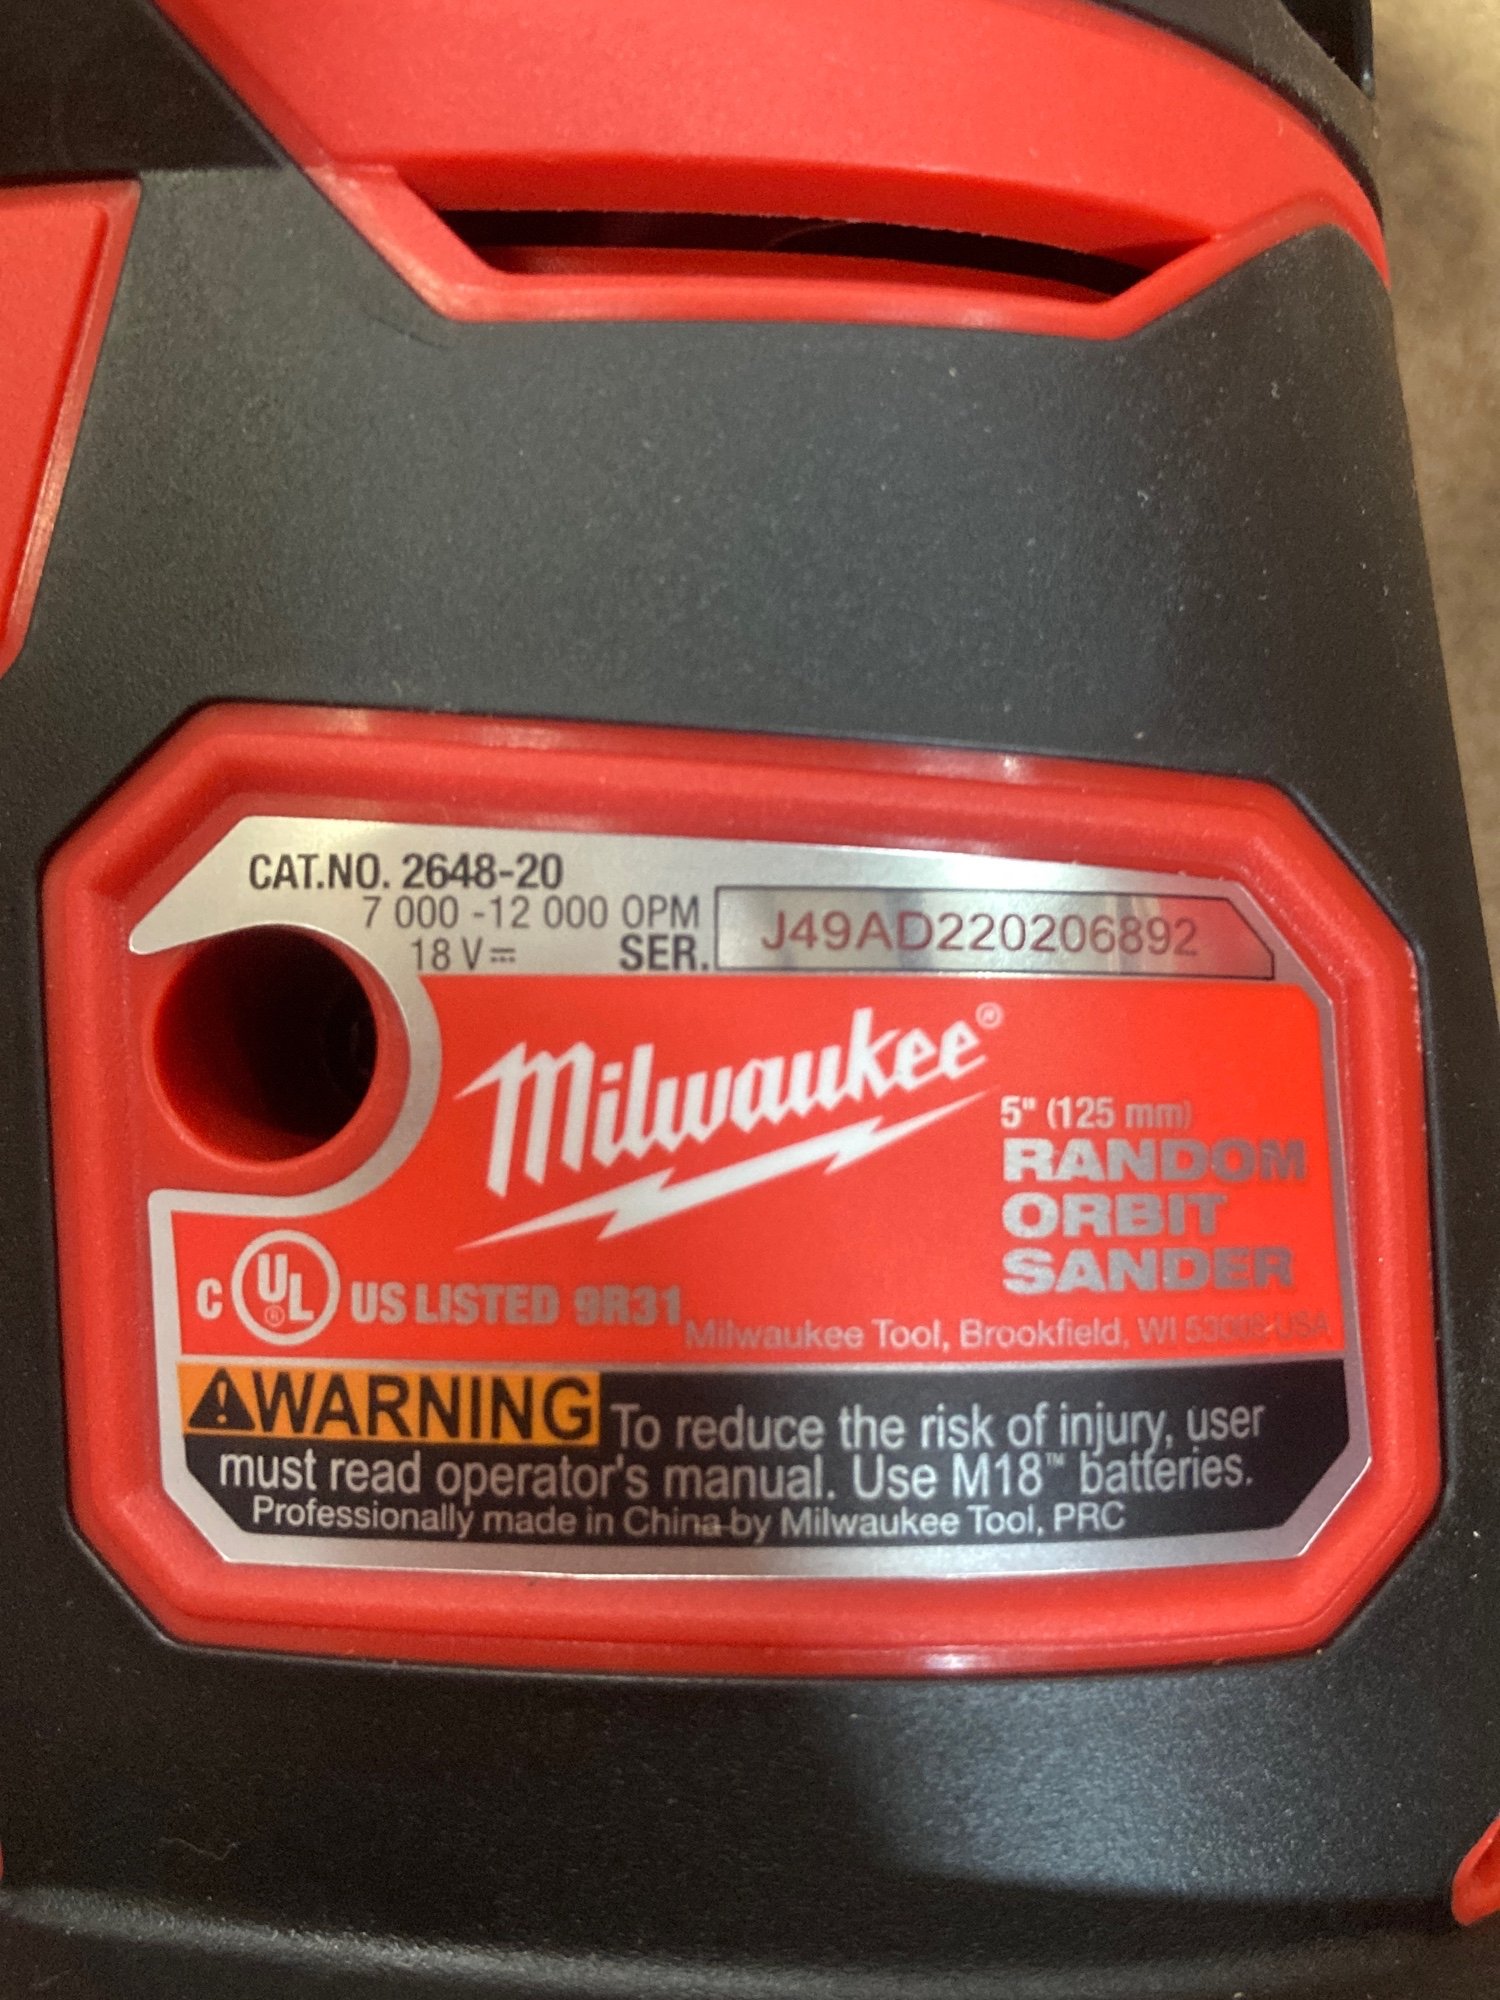 CAT.NO. 2648-20
7 000 -12 000 OPM
18 V⎓ SER. J49AD220206892
Milwaukee®
5" (125 mm)
RANDOM
ORBIT
SANDER
C UL® US LISTED 9R31
Milwaukee Tool, Brookfield, WI 53005 USA
⚠WARNING To reduce the risk of injury, user
must read operator's manual. Use M18™ batteries.
Professionally made in China by Milwaukee Tool, PRC